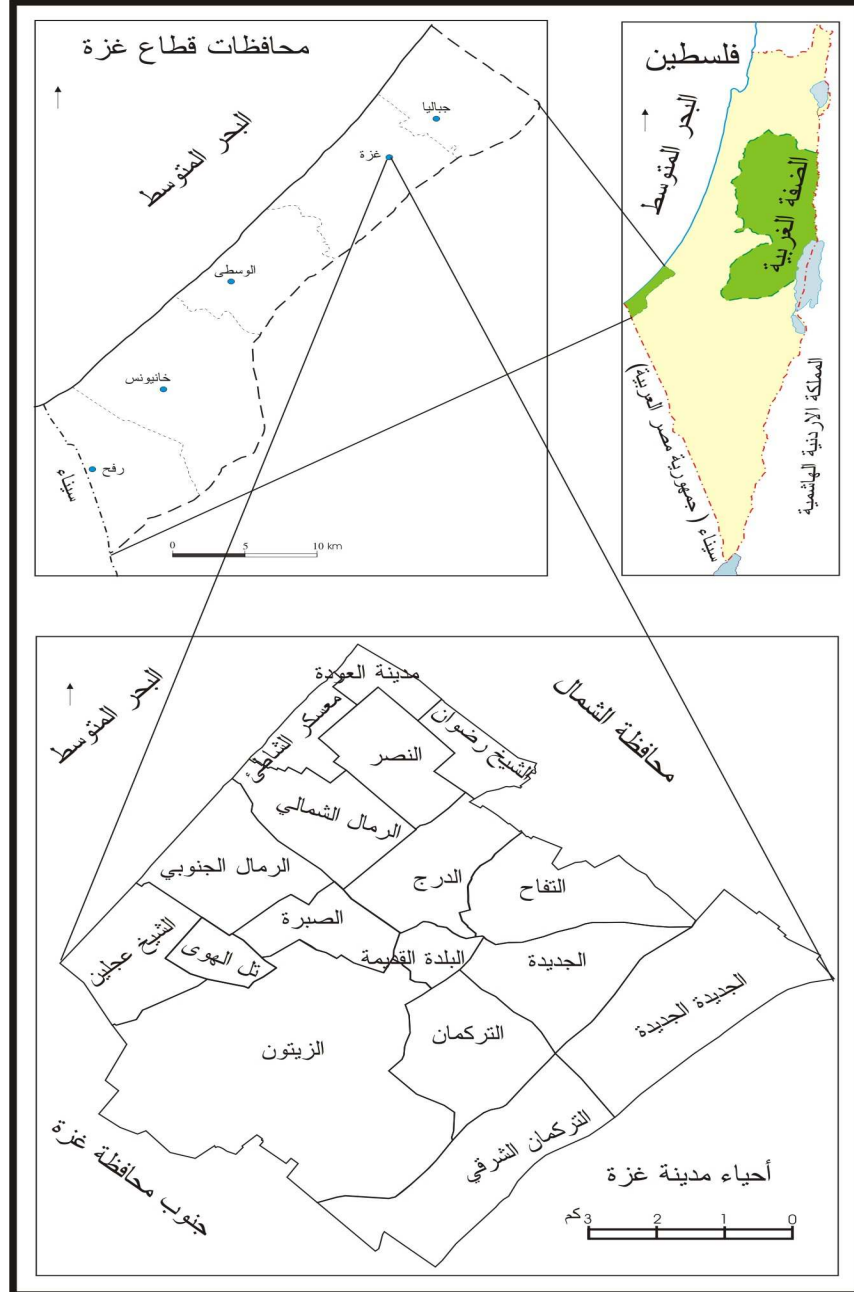 فلسطين
البحر المتوسط
الضفة الغربية
المملكة الاردنية الهاشمية
سيناء ( جمهورية مصر العربية )
محافظات قطاع غزة
البحر المتوسط
جباليا
غزة
الوسطى
خانيونس
رفح
سيناء
0 5 10 km
البحر المتوسط
محافظة الشمال
مدينة العودة
معسكر الشاطئ
الشيخ رضوان
النصر
الرمال الشمالي
الرمال الجنوبي
الدرج
التفاح
الصبرة
الشيخ عجلين
تل الهوى
البلدة القديمة
الجديدة
الجديدة الجديدة
التركمان
الزيتون
التركمان الشرقي
جنوب محافظة غزة
أحياء مدينة غزة
0 1 2 3 كم